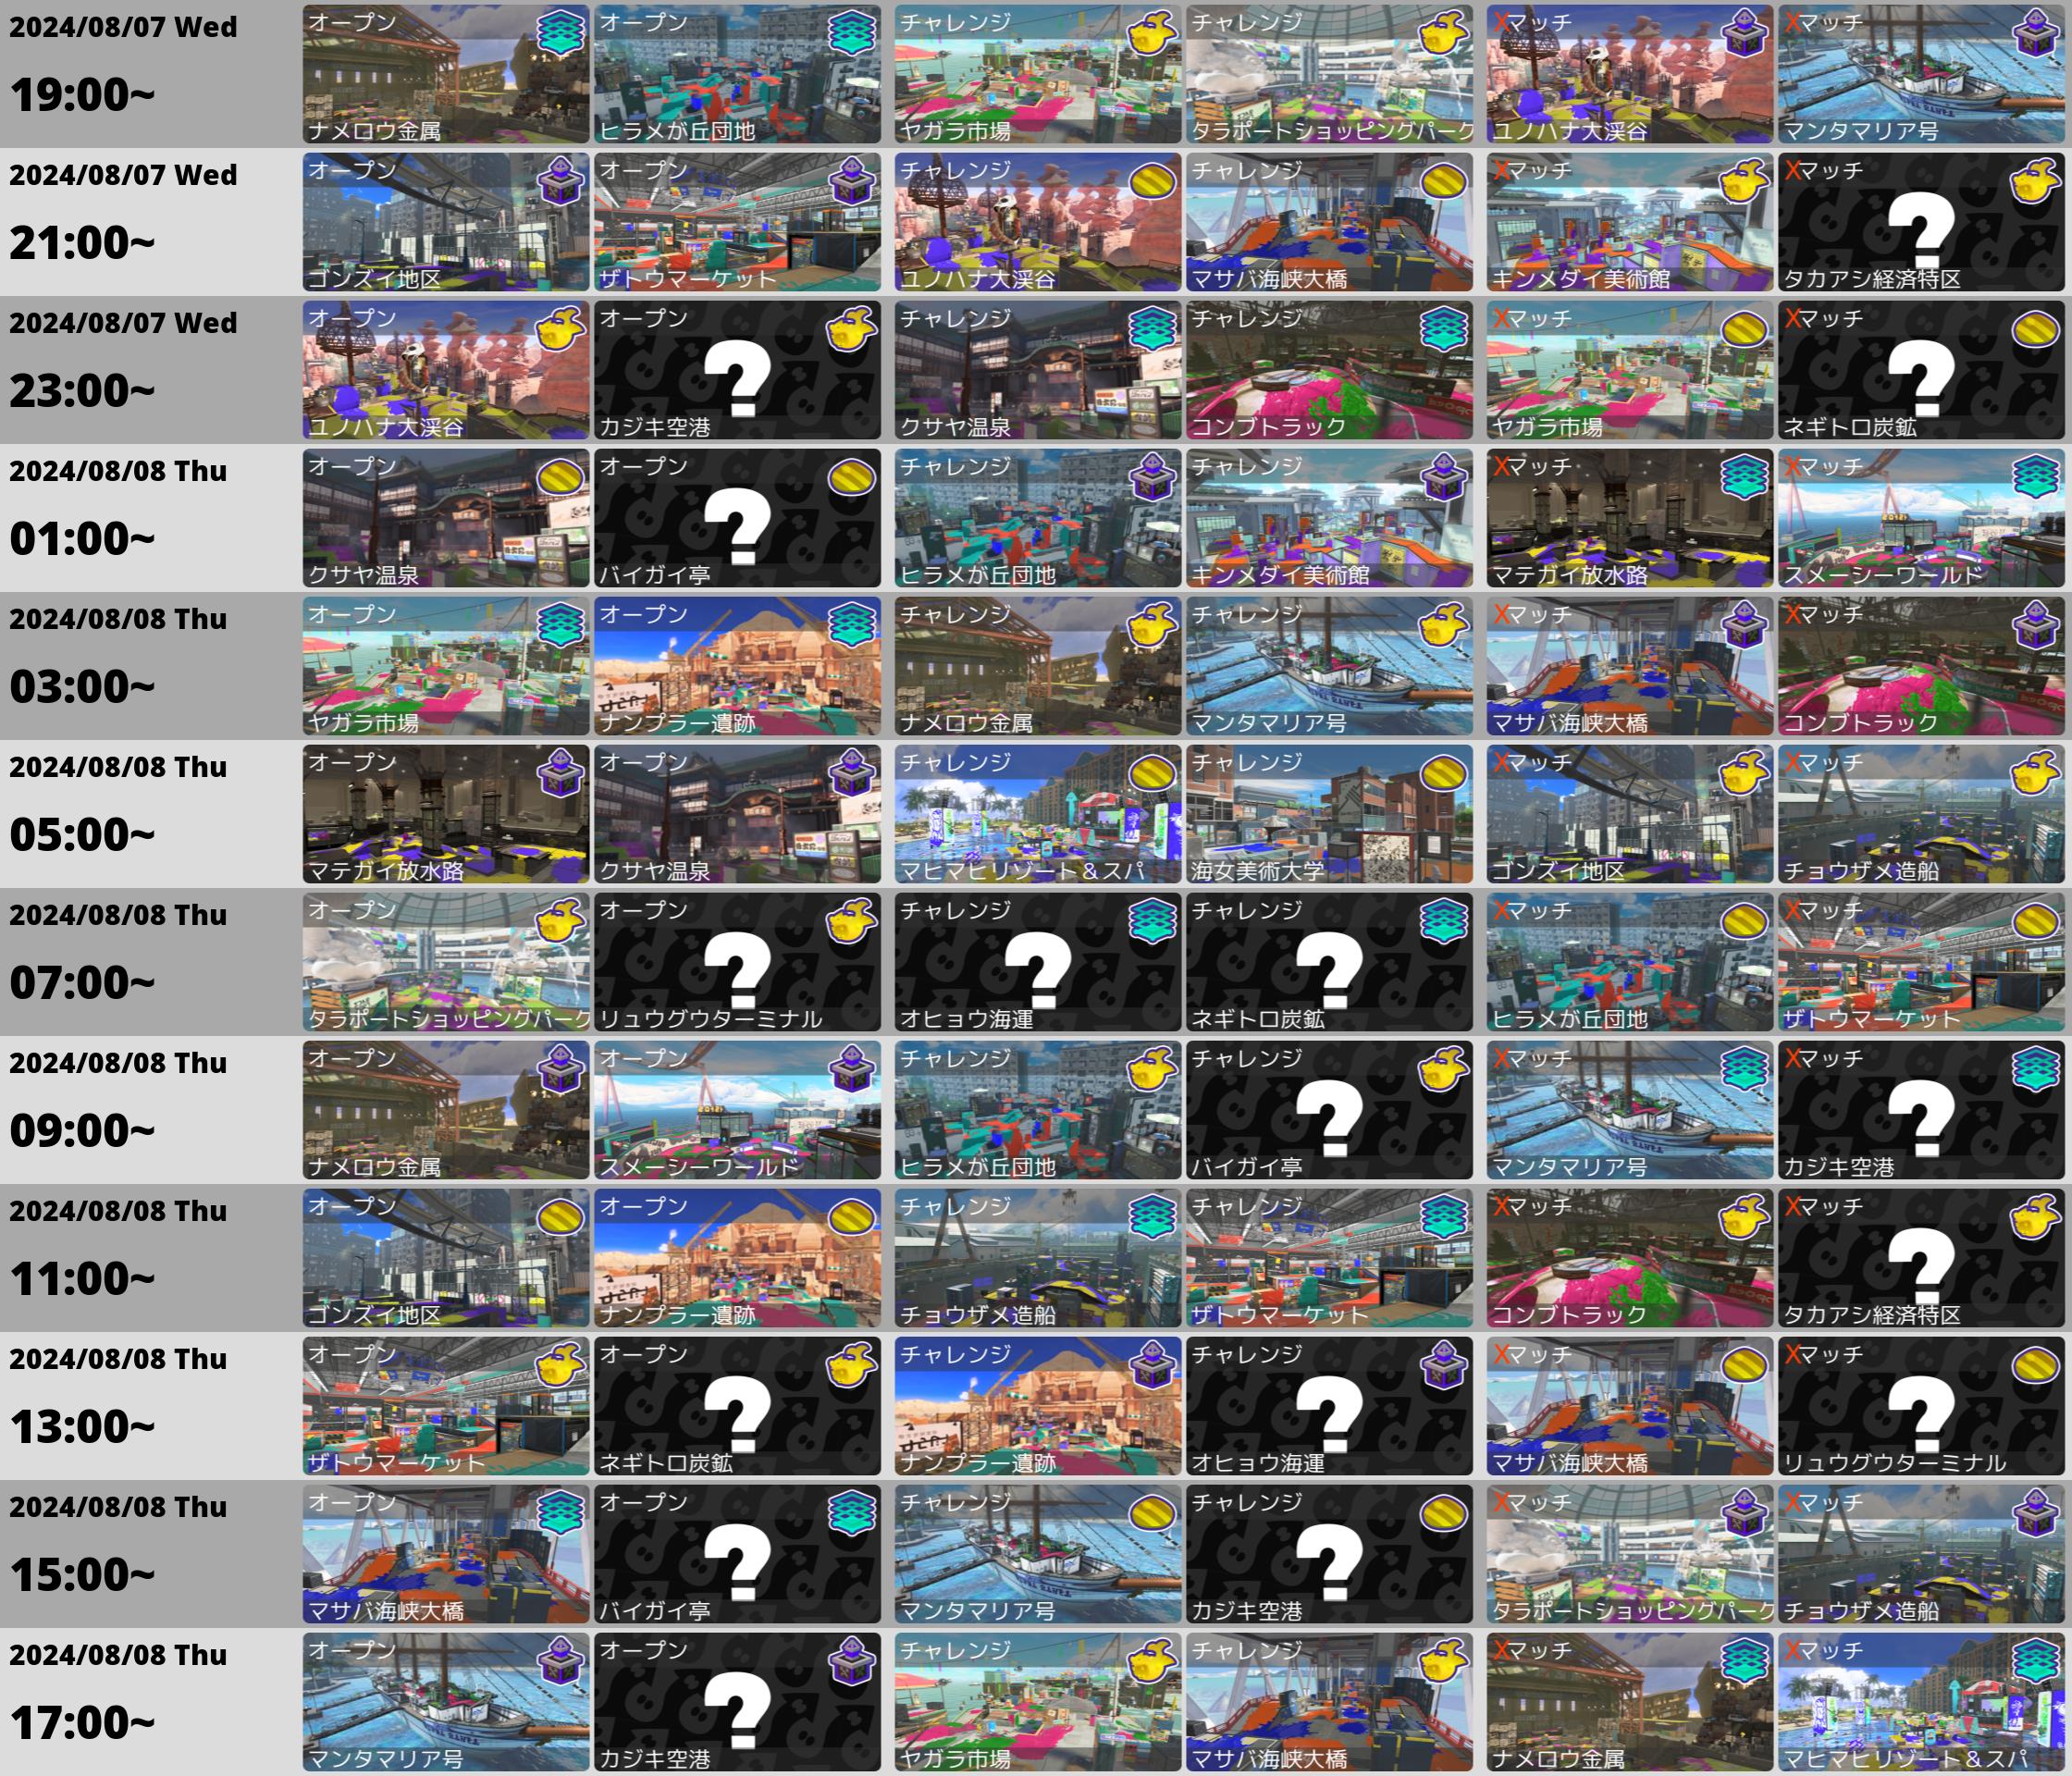 2024/08/07 Wed
19:00~
オープン オープン チャレンジ チャレンジ Xマッチ Xマッチ
ナメロウ金属 ヒラメが丘団地 ヤガラ市場 タラポートショッピングパーク ユノハナ大渓谷 マンタマリア号
2024/08/07 Wed
21:00~
オープン オープン チャレンジ チャレンジ Xマッチ Xマッチ
ゴンズイ地区 ザトウマーケット ユノハナ大渓谷 マサバ海峡大橋 キンメダイ美術館 タカアシ経済特区
2024/08/07 Wed
23:00~
オープン オープン チャレンジ チャレンジ Xマッチ Xマッチ
ユノハナ大渓谷 カジキ空港 クサヤ温泉 コンブトラック ヤガラ市場 ネギトロ炭鉱
2024/08/08 Thu
01:00~
オープン オープン チャレンジ チャレンジ Xマッチ Xマッチ
クサヤ温泉 バイガイ亭 ヒラメが丘団地 キンメダイ美術館 マテガイ放水路 スメーシーワールド
2024/08/08 Thu
03:00~
オープン オープン チャレンジ チャレンジ Xマッチ Xマッチ
ヤガラ市場 ナンプラー遺跡 ナメロウ金属 マンタマリア号 マサバ海峡大橋 コンブトラック
2024/08/08 Thu
05:00~
オープン オープン チャレンジ チャレンジ Xマッチ Xマッチ
マテガイ放水路 クサヤ温泉 マヒマヒリゾート&スパ 海女美術大学 ゴンズイ地区 チョウザメ造船
2024/08/08 Thu
07:00~
オープン オープン チャレンジ チャレンジ Xマッチ Xマッチ
タラポートショッピングパーク リュウグウターミナル オヒョウ海運 ネギトロ炭鉱 ヒラメが丘団地 ザトウマーケット
2024/08/08 Thu
09:00~
オープン オープン チャレンジ チャレンジ Xマッチ Xマッチ
ナメロウ金属 スメーシーワールド ヒラメが丘団地 バイガイ亭 マンタマリア号 カジキ空港
2024/08/08 Thu
11:00~
オープン オープン チャレンジ チャレンジ Xマッチ Xマッチ
ゴンズイ地区 ナンプラー遺跡 チョウザメ造船 ザトウマーケット コンブトラック タカアシ経済特区
2024/08/08 Thu
13:00~
オープン オープン チャレンジ チャレンジ Xマッチ Xマッチ
ザトウマーケット ネギトロ炭鉱 ナンプラー遺跡 オヒョウ海運 マサバ海峡大橋 リュウグウターミナル
2024/08/08 Thu
15:00~
オープン オープン チャレンジ チャレンジ Xマッチ Xマッチ
マサバ海峡大橋 バイガイ亭 マンタマリア号 カジキ空港 タラポートショッピングパーク チョウザメ造船
2024/08/08 Thu
17:00~
オープン オープン チャレンジ チャレンジ Xマッチ Xマッチ
マンタマリア号 カジキ空港 ヤガラ市場 マサバ海峡大橋 ナメロウ金属 マヒマヒリゾート&スパ